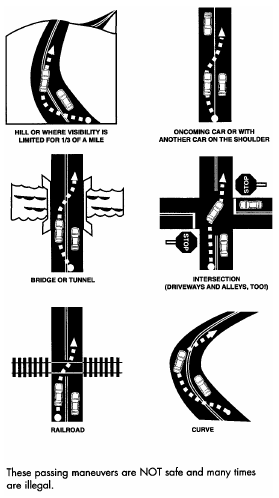 HILL OR WHERE VISIBILITY IS
LIMITED FOR 1/3 OF A MILE
ONCOMING CAR OR WITH
ANOTHER CAR ON THE SHOULDER
BRIDGE OR TUNNEL
STOP
STOP
INTERSECTION
(DRIVEWAYS AND ALLEYS, TOO!)
RAILROAD
CURVE
These passing maneuvers are NOT safe and many times
are illegal.